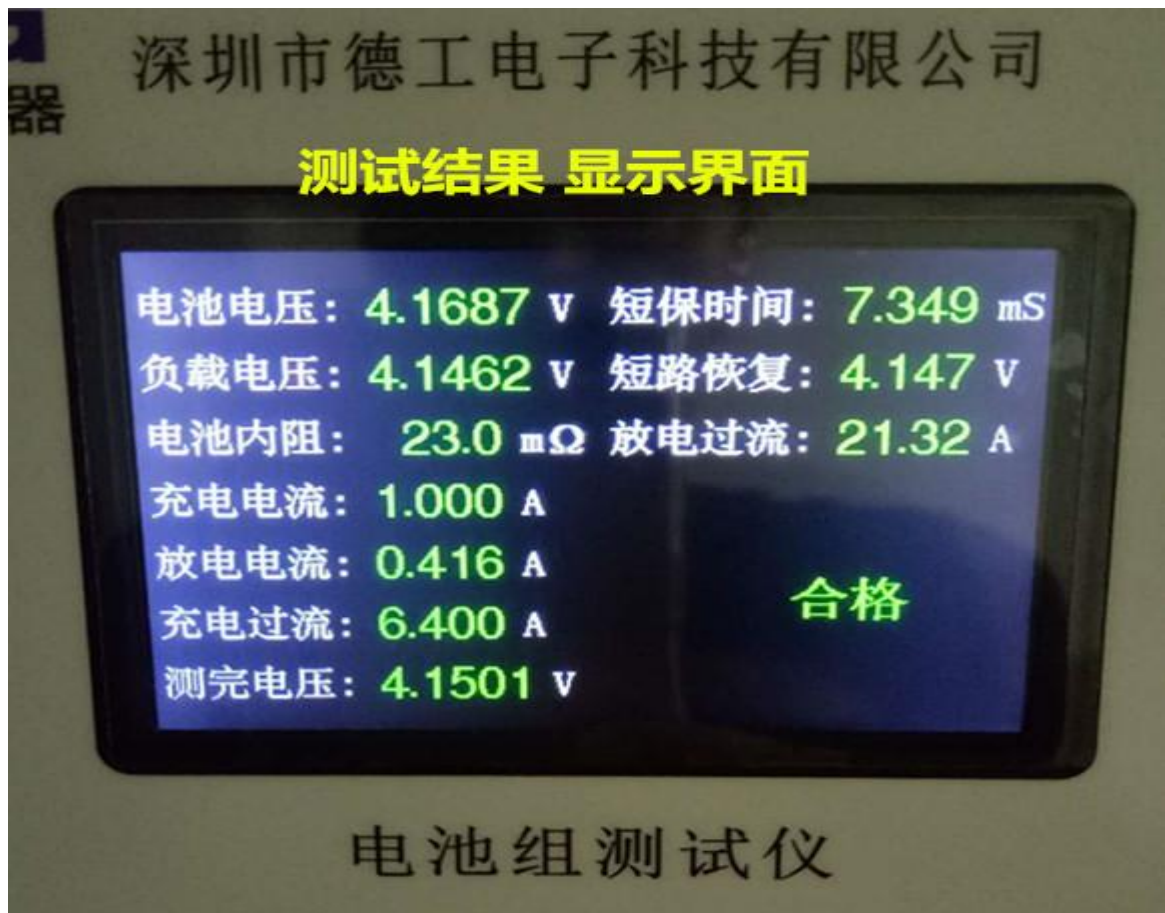 深圳市德工电子科技有限公司
器
测试结果 显示界面
电池电压: 4.1687 V 短保时间: 7.349 mS
负载电压: 4.1462 V 短路恢复: 4.147 V
电池内阻: 23.0 mΩ 放电过流: 21.32 A
充电电流: 1.000 A
放电电流: 0.416 A
合格
充电过流: 6.400 A
测完电压: 4.1501 V
电池组测试仪